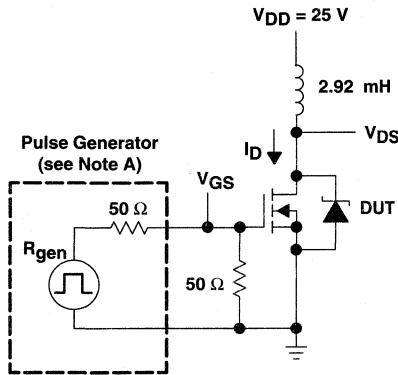 V_DD = 25 V
2.92 mH
Pulse Generator
(see Note A)
I_D
V_DS
V_GS
50 Ω
R_gen
DUT
50 Ω